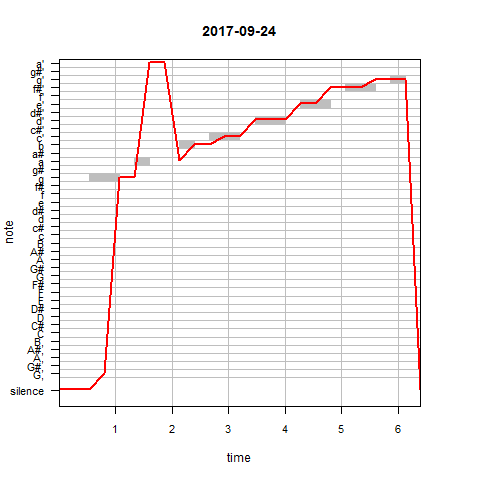 2017-09-24
a'
g#'
g'
f#'
f'
e'
d#'
d'
c#'
c'
b
a#
a
g#
g
f#
f
e
d#
d
c#
c
B
A#
A
G#
G
F#
F
E
D#
D
C#
C
B,
A#,
A,
G#,
G,
silence
note
1 2 3 4 5 6
time